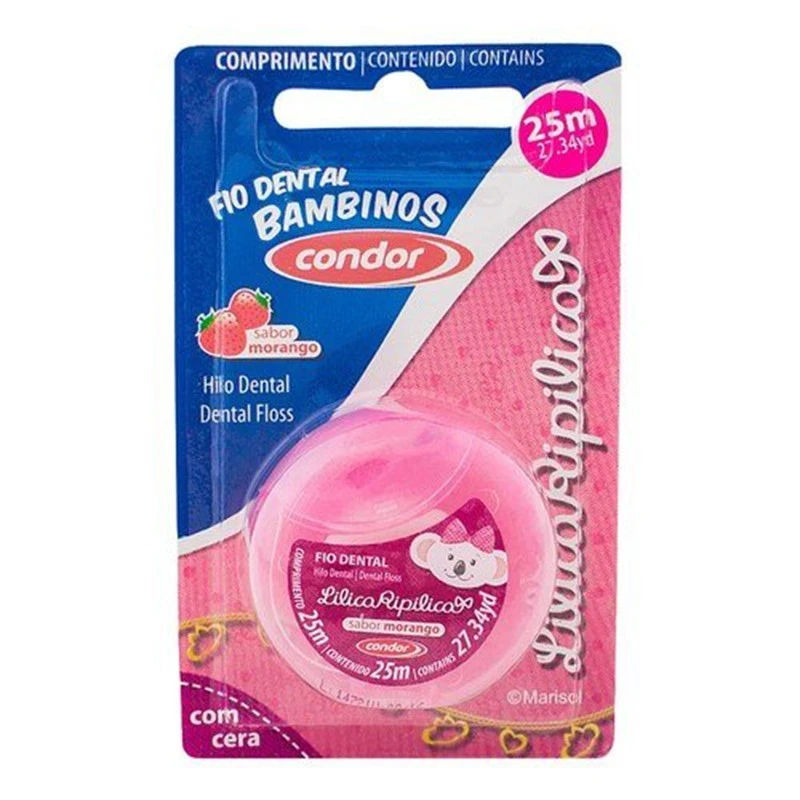 COMPRIMENTO | CONTENIDO | CONTAINS
25m
27.34yd
FIO DENTAL
BAMBINOS
condor
sabor
morango
Hilo Dental
Dental Floss
LilicaRipilica
FIO DENTAL
Hilo Dental | Dental Floss
LilicaRipilica
sabor morango
condor
COMPRIMENTO 25m | CONTENIDO 25m | CONTAINS 27.34yd
©Marisol
com
cera